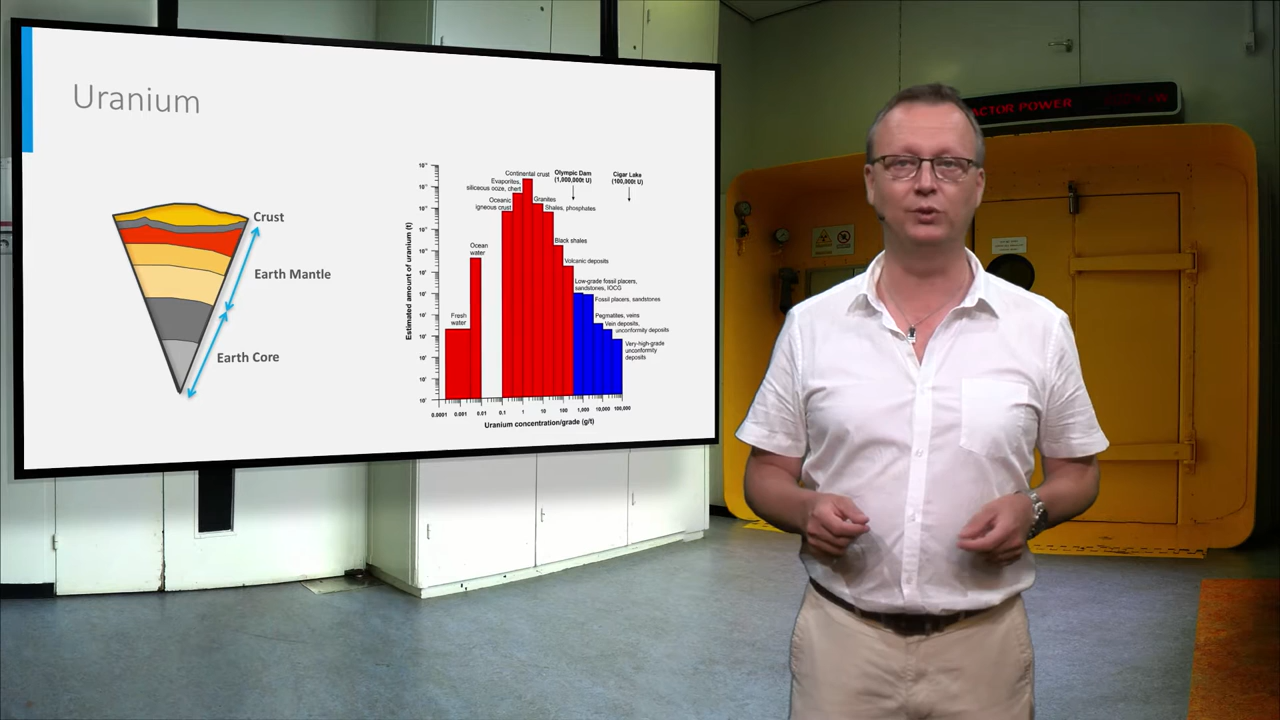 Uranium
ACTOR POWER
Crust
Earth Mantle
Earth Core
Continental crust
Evaporites,
siliceous ooze, chert
Oceanic
igneous crust
Olympic Dam
(1,000,000t U)
Cigar Lake
(100,000t U)
Granites
Shales, phosphates
Ocean
water
Black shales
Volcanic deposits
Low-grade fossil placers,
sandstones, IOCG
Fossil placers, sandstones
Fresh
water
Pegmatites, veins
Vein deposits,
unconformity deposits
Very-high-grade
unconformity
deposits
Estimated amount of uranium (t)
0.0001 0.001 0.01 0.1 1 10 100 1,000 10,000 100,000
Uranium concentration/grade (g/t)